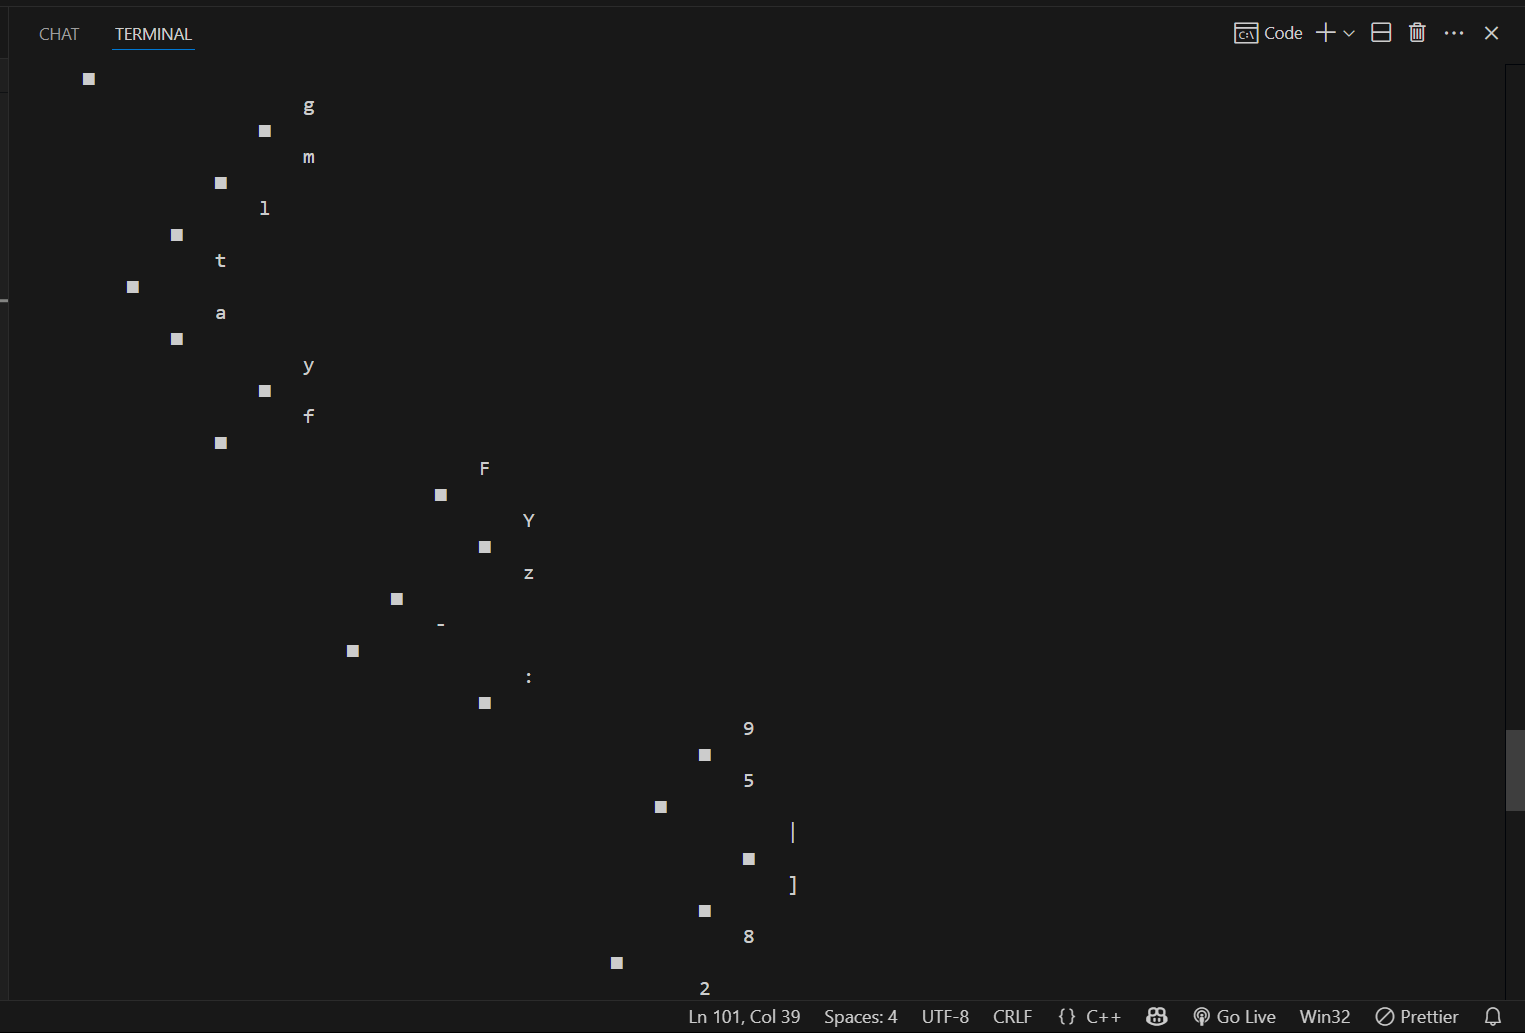 CHAT TERMINAL Code
■
g
■
m
■
l
■
t
■
a
■
y
■
f
■
F
■
Y
■
z
■
-
■
:
■
9
■
5
■
|
■
]
■
8
■
2
Ln 101, Col 39 Spaces: 4 UTF-8 CRLF {} C++ Go Live Win32 Prettier